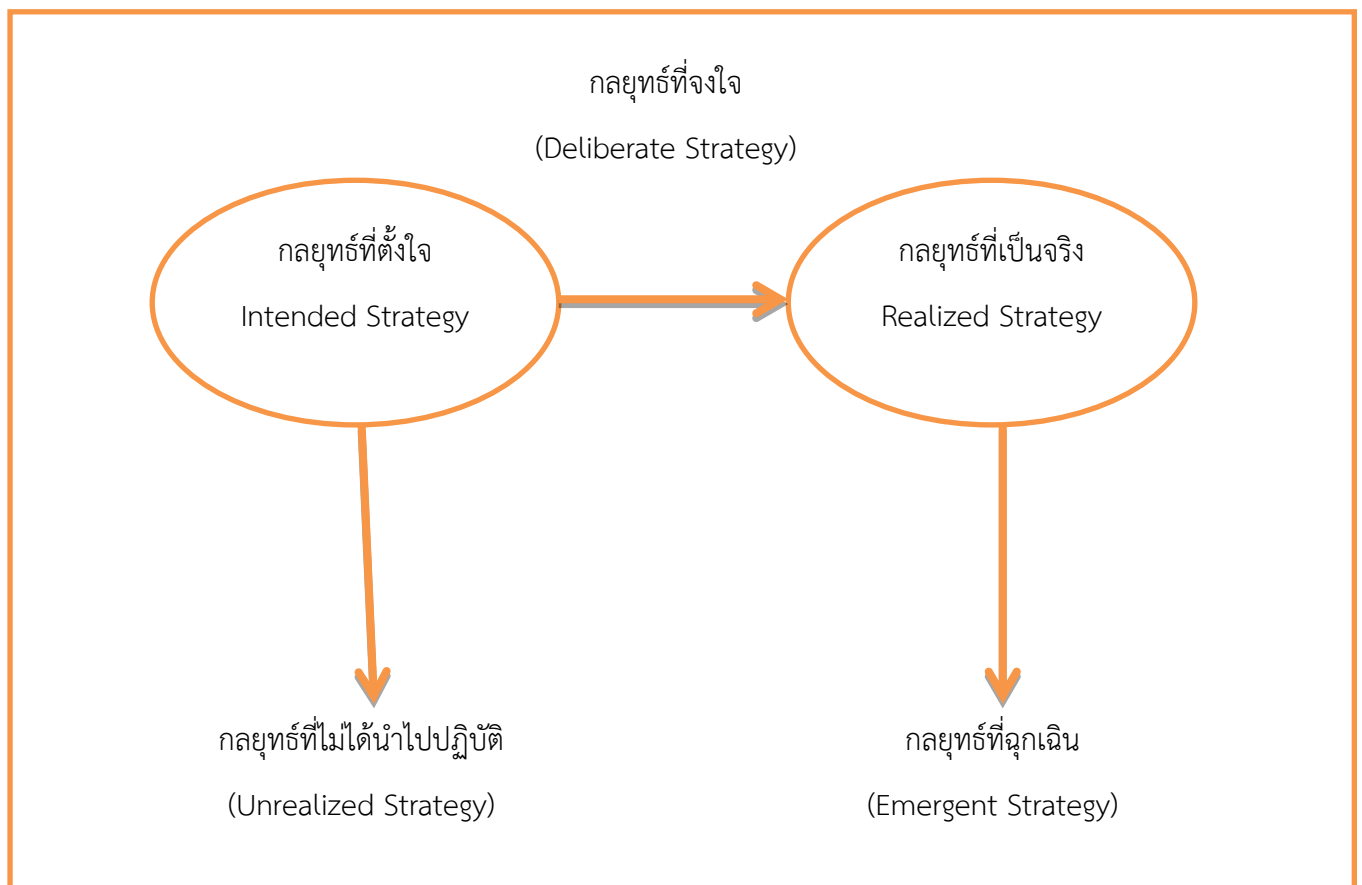 กลยุทธ์ที่จงใจ
(Deliberate Strategy)
กลยุทธ์ที่ตั้งใจ
Intended Strategy
กลยุทธ์ที่เป็นจริง
Realized Strategy
กลยุทธ์ที่ไม่ได้นำไปปฏิบัติ
(Unrealized Strategy)
กลยุทธ์ที่ฉุกเฉิน
(Emergent Strategy)